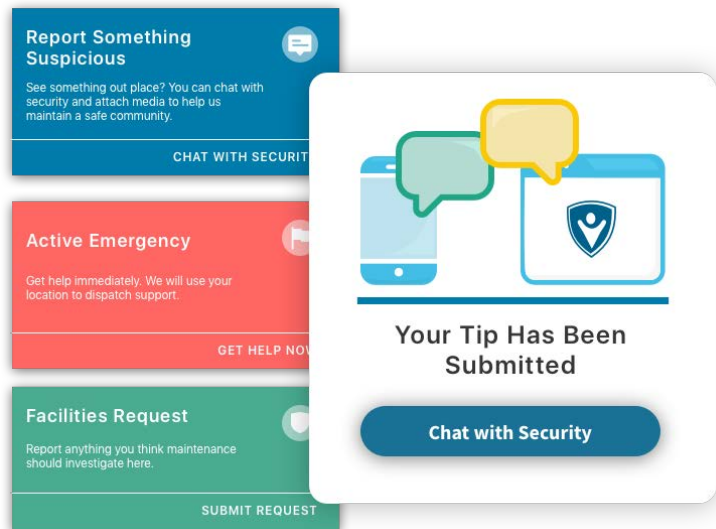 Report Something
Suspicious
See something out place? You can chat with
security and attach media to help us
maintain a safe community.
CHAT WITH SECURIT
Active Emergency
Get help immediately. We will use your
location to dispatch support.
GET HELP NOW
Facilities Request
Report anything you think maintenance
should investigate here.
SUBMIT REQUEST
Your Tip Has Been
Submitted
Chat with Security